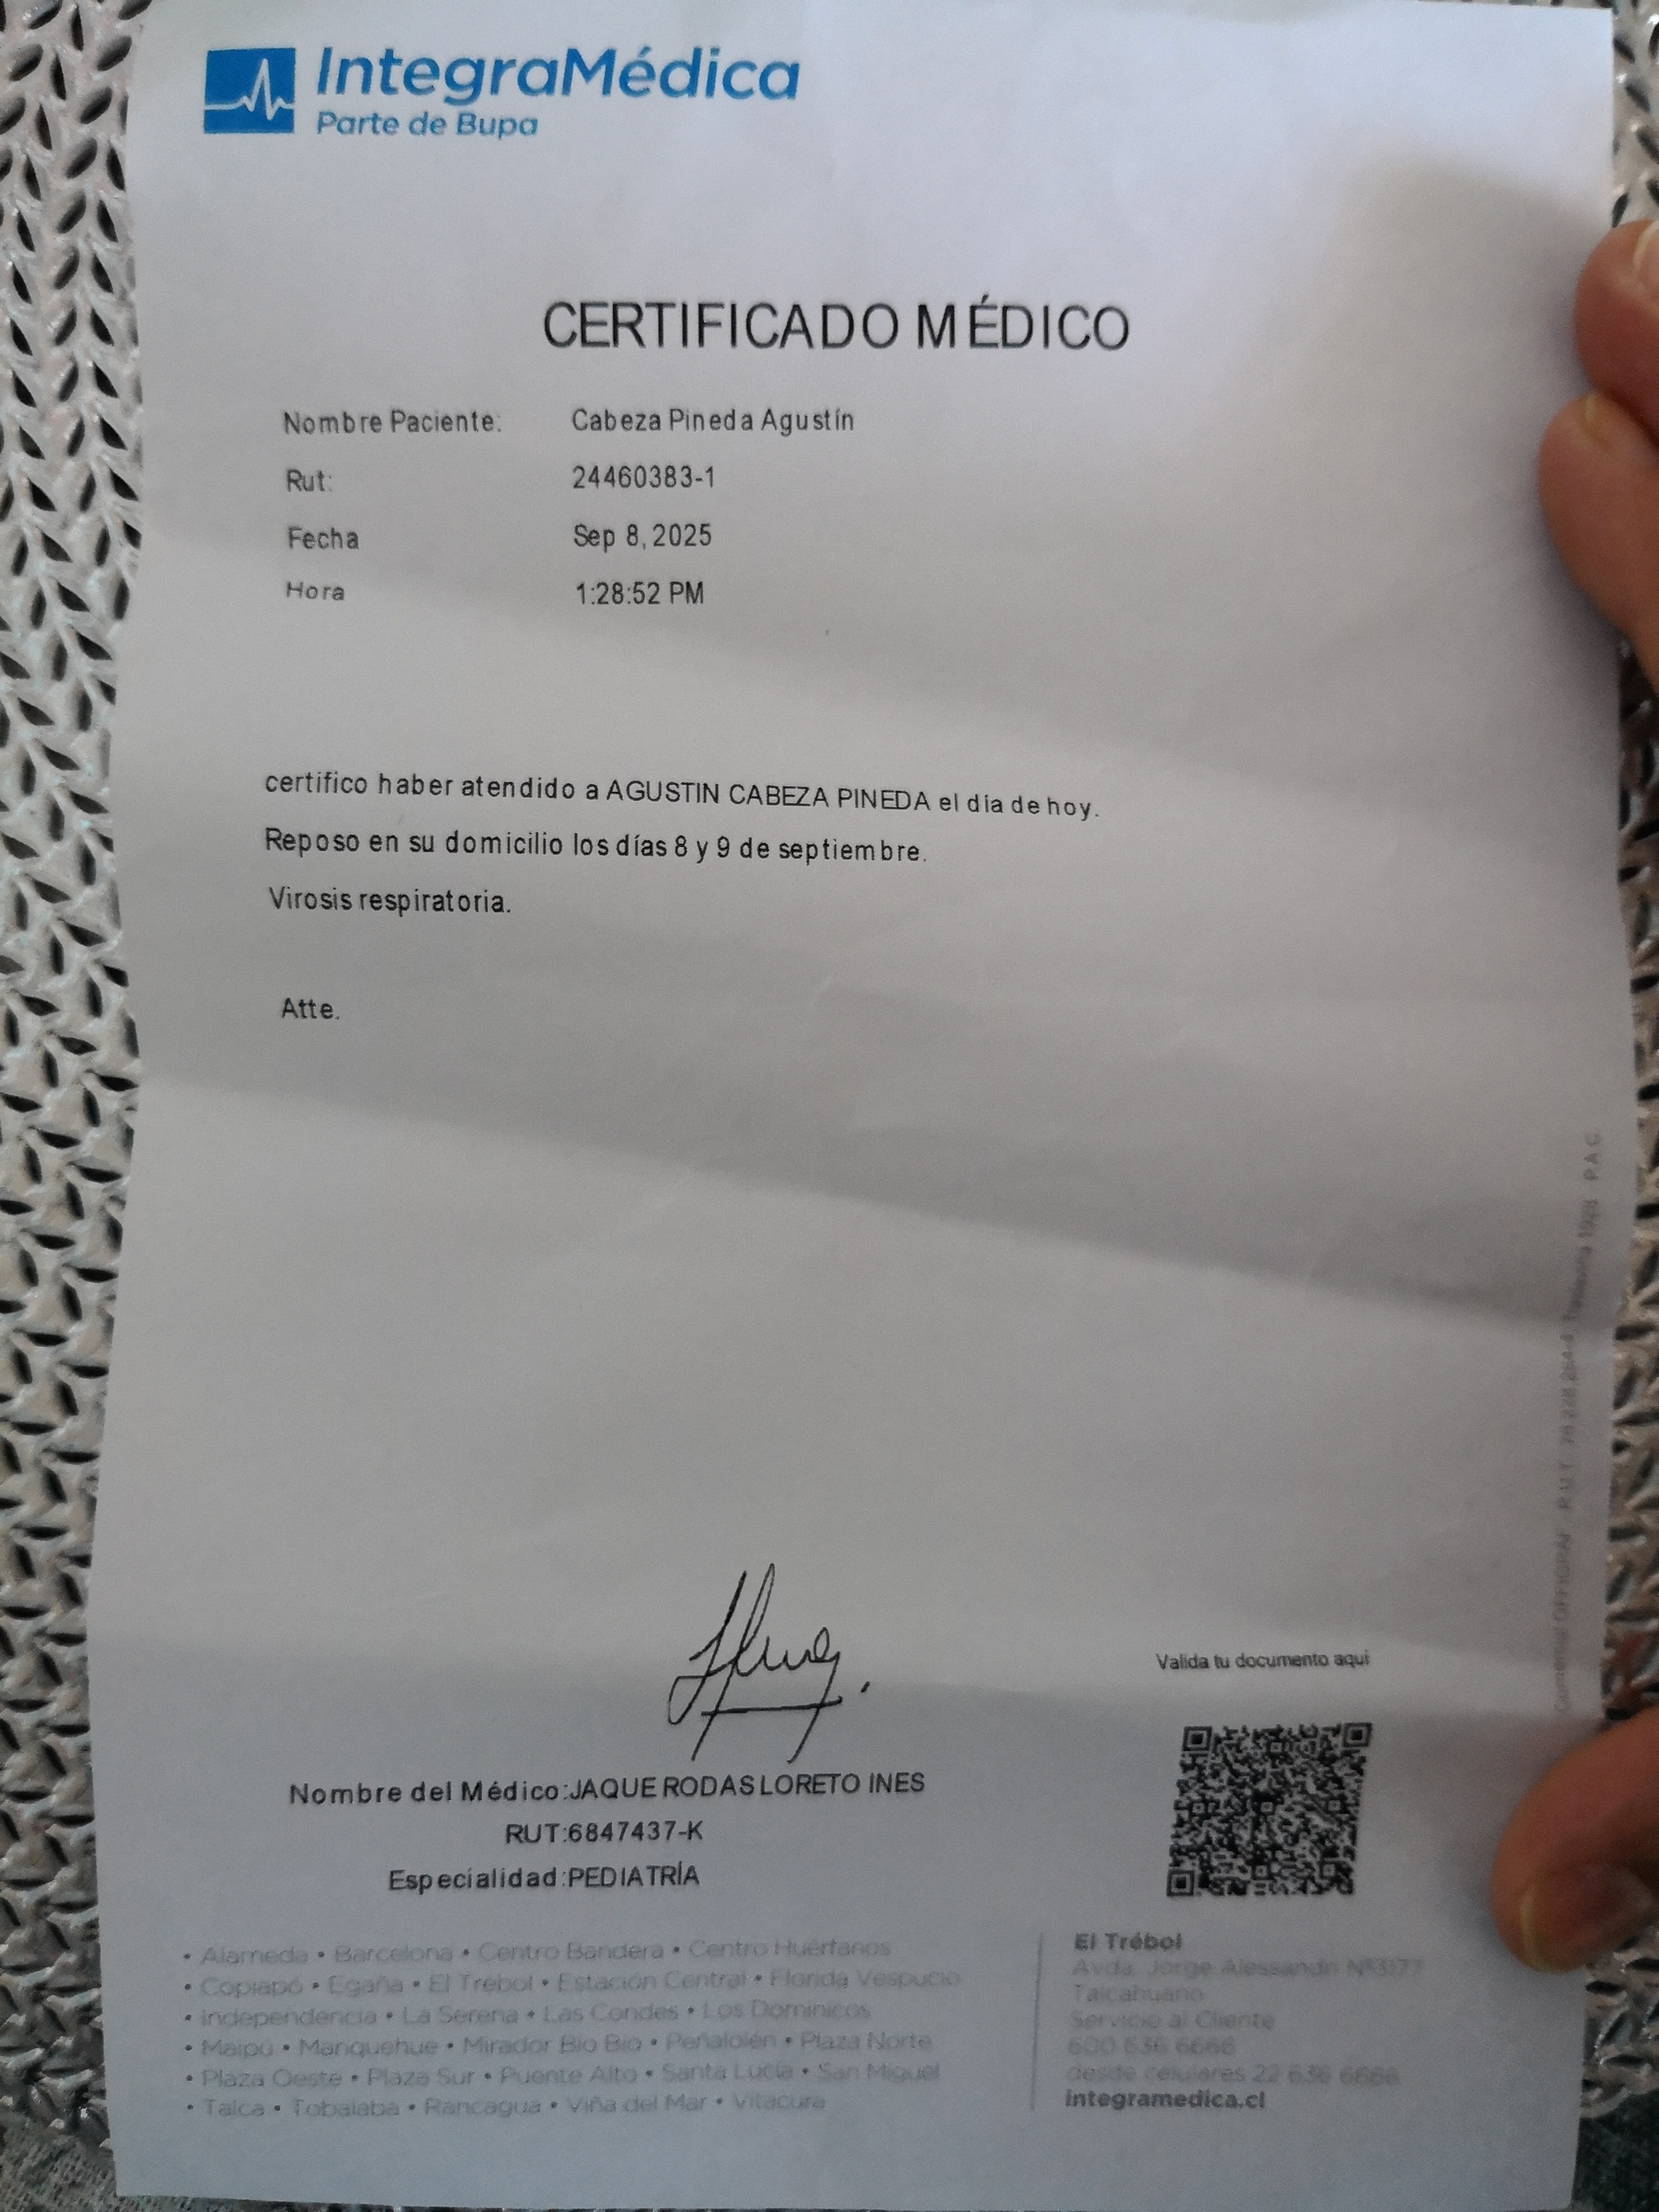 IntegraMédica
Parte de Bupa
CERTIFICADO MÉDICO
Nombre Paciente: Cabeza Pineda Agustín
Rut: 24460383-1
Fecha Sep 8, 2025
Hora 1:28:52 PM
certifico haber atendido a AGUSTIN CABEZA PINEDA el día de hoy.
Reposo en su domicilio los días 8 y 9 de septiembre.
Virosis respiratoria.
Atte.
Valida tu documento aquí
Nombre del Médico:JAQUE RODAS LORETO INES
RUT:6847437-K
Especialidad:PEDIATRÍA
• Alameda • Barcelona • Centro Bandera • Centro Huérfanos
• Copiapó • Egaña • El Trébol • Estación Central • Florida Vespucio
• Independencia • La Serena • Las Condes • Los Dominicos
• Maipú • Manquehue • Mirador Bío Bío • Peñalolén • Plaza Norte
• Plaza Oeste • Plaza Sur • Puente Alto • Santa Lucía • San Miguel
• Talca • Tobalaba • Rancagua • Viña del Mar • Vitacura
El Trébol
Avda. Jorge Alessandri Nº3177
Talcahuano
Servicio al Cliente
600 636 6666
desde celulares 22 636 6666
integramedica.cl